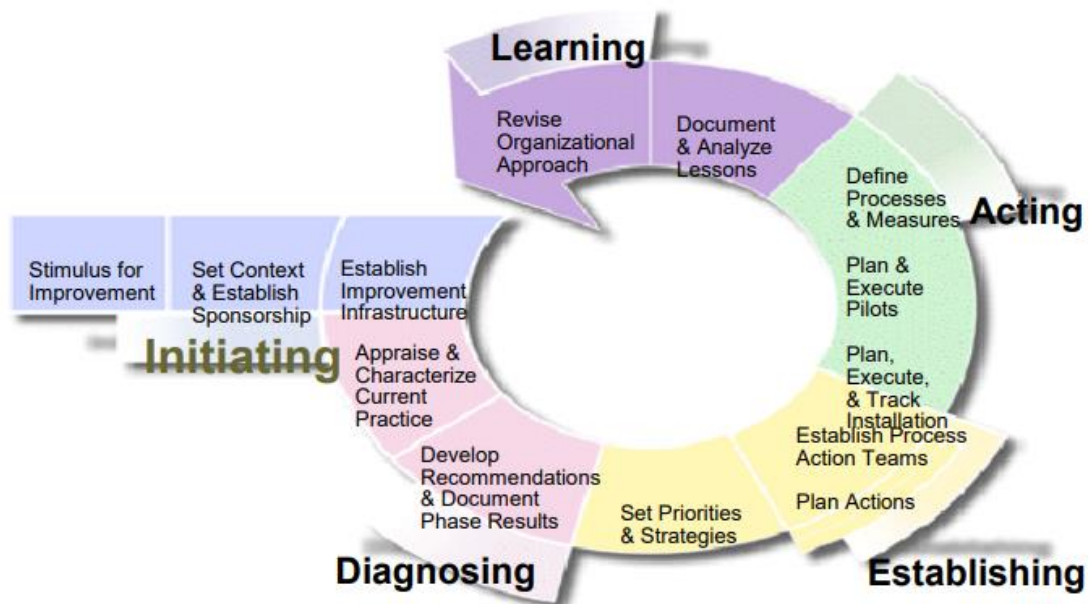 Learning
Revise
Organizational
Approach
Document
& Analyze
Lessons
Define
Processes
& Measures
Acting
Plan &
Execute
Pilots
Plan,
Execute,
& Track
Installation
Stimulus for
Improvement
Set Context
& Establish
Sponsorship
Establish
Improvement
Infrastructure
Initiating
Appraise &
Characterize
Current
Practice
Develop
Recommendations
& Document
Phase Results
Diagnosing
Set Priorities
& Strategies
Establish Process
Action Teams
Plan Actions
Establishing